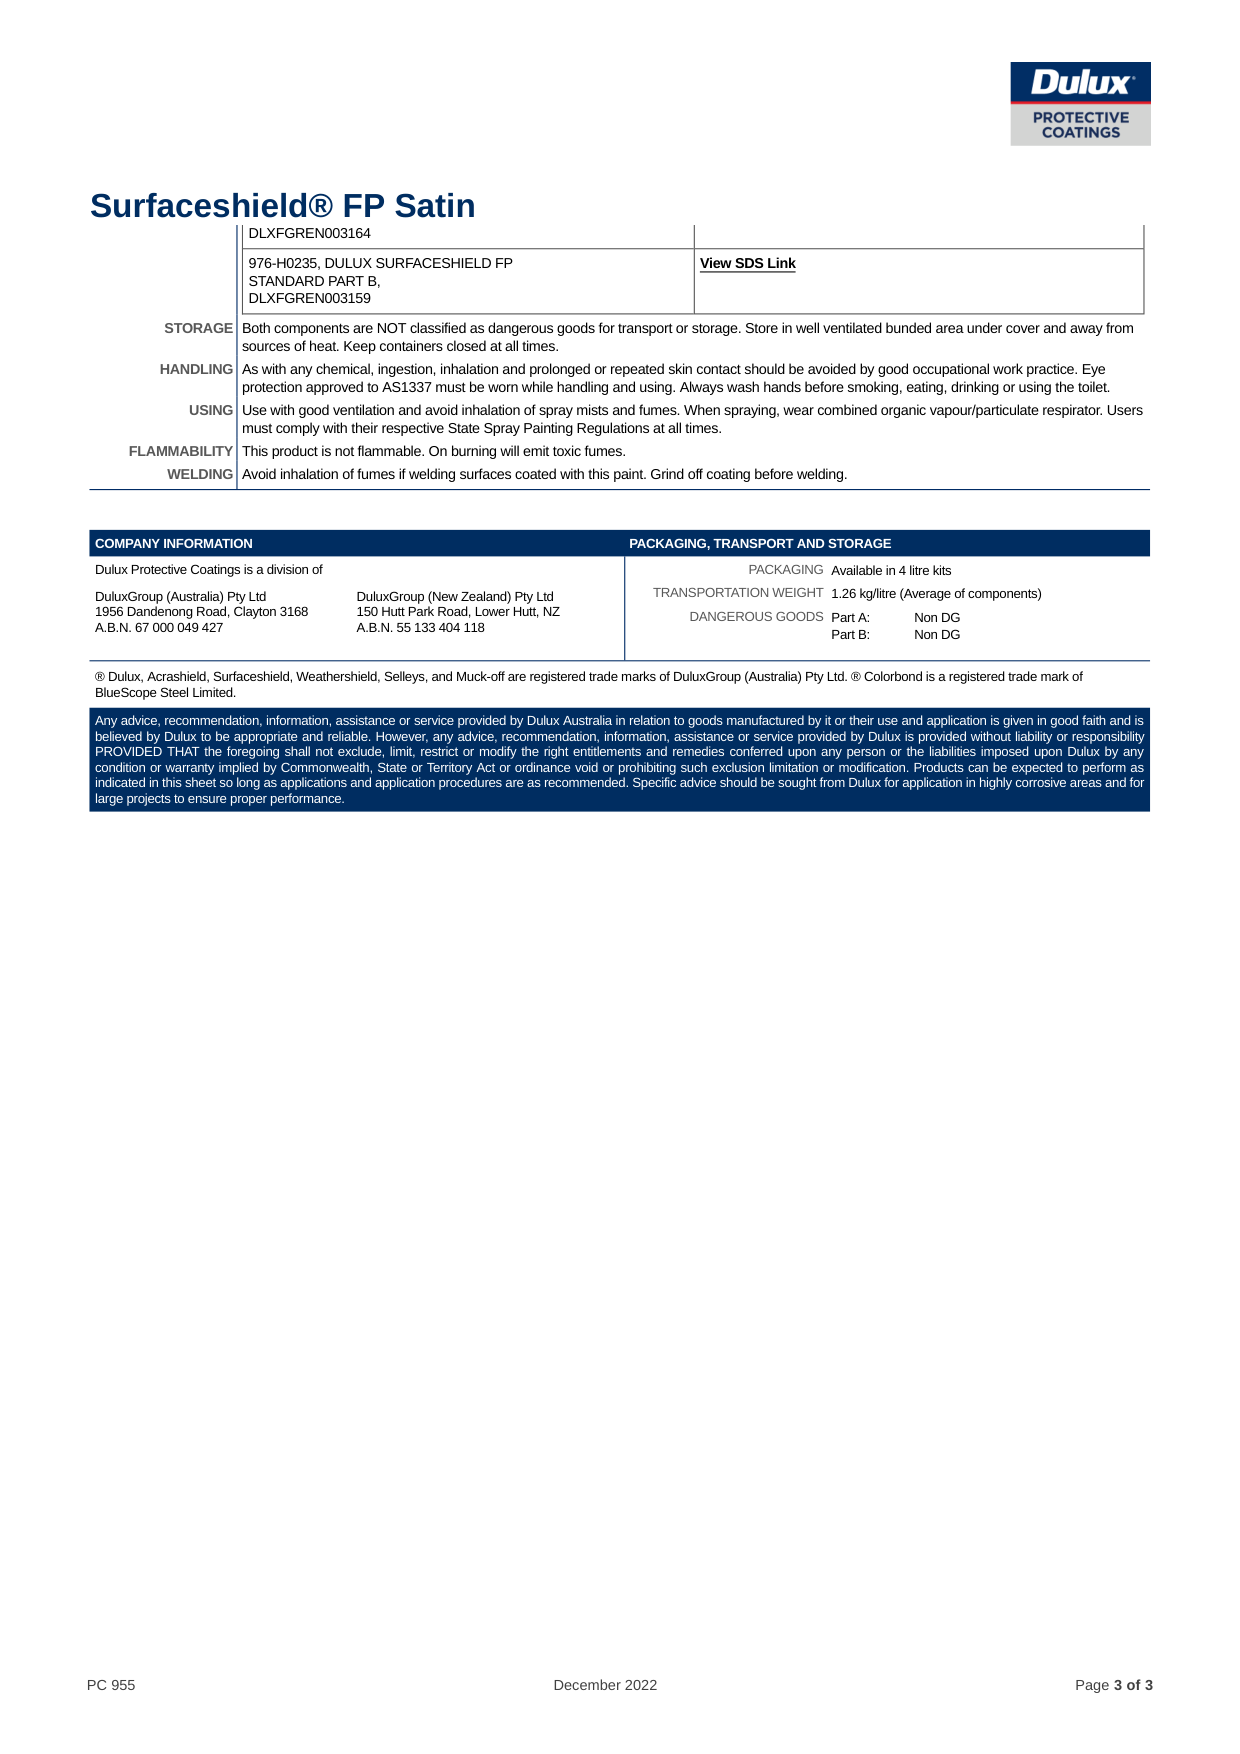 Dulux
PROTECTIVE
COATINGS
Surfaceshield® FP Satin
DLXFGREN003164
976-H0235, DULUX SURFACESHIELD FP
STANDARD PART B,
DLXFGREN003159
View SDS Link
STORAGE Both components are NOT classified as dangerous goods for transport or storage. Store in well ventilated bunded area under cover and away from
sources of heat. Keep containers closed at all times.
HANDLING As with any chemical, ingestion, inhalation and prolonged or repeated skin contact should be avoided by good occupational work practice. Eye
protection approved to AS1337 must be worn while handling and using. Always wash hands before smoking, eating, drinking or using the toilet.
USING Use with good ventilation and avoid inhalation of spray mists and fumes. When spraying, wear combined organic vapour/particulate respirator. Users
must comply with their respective State Spray Painting Regulations at all times.
FLAMMABILITY This product is not flammable. On burning will emit toxic fumes.
WELDING Avoid inhalation of fumes if welding surfaces coated with this paint. Grind off coating before welding.
COMPANY INFORMATION
Dulux Protective Coatings is a division of
DuluxGroup (Australia) Pty Ltd
1956 Dandenong Road, Clayton 3168
A.B.N. 67 000 049 427
DuluxGroup (New Zealand) Pty Ltd
150 Hutt Park Road, Lower Hutt, NZ
A.B.N. 55 133 404 118
PACKAGING, TRANSPORT AND STORAGE
PACKAGING Available in 4 litre kits
TRANSPORTATION WEIGHT 1.26 kg/litre (Average of components)
DANGEROUS GOODS Part A: Non DG
Part B: Non DG
® Dulux, Acrashield, Surfaceshield, Weathershield, Selleys, and Muck-off are registered trade marks of DuluxGroup (Australia) Pty Ltd. ® Colorbond is a registered trade mark of
BlueScope Steel Limited.
Any advice, recommendation, information, assistance or service provided by Dulux Australia in relation to goods manufactured by it or their use and application is given in good faith and is
believed by Dulux to be appropriate and reliable. However, any advice, recommendation, information, assistance or service provided by Dulux is provided without liability or responsibility
PROVIDED THAT the foregoing shall not exclude, limit, restrict or modify the right entitlements and remedies conferred upon any person or the liabilities imposed upon Dulux by any
condition or warranty implied by Commonwealth, State or Territory Act or ordinance void or prohibiting such exclusion limitation or modification. Products can be expected to perform as
indicated in this sheet so long as applications and application procedures are as recommended. Specific advice should be sought from Dulux for application in highly corrosive areas and for
large projects to ensure proper performance.
PC 955
December 2022
Page 3 of 3